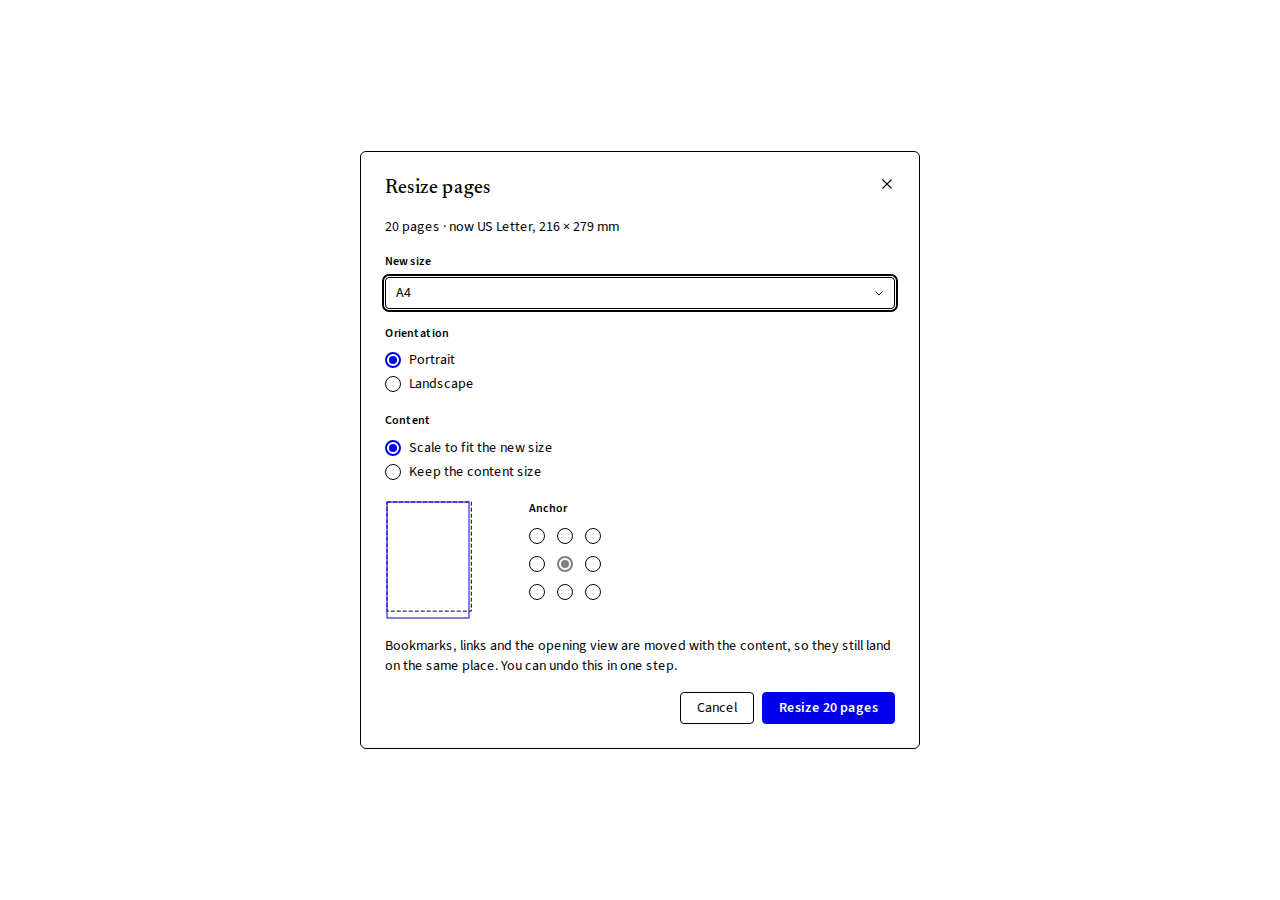 Resize pages
20 pages · now US Letter, 216 × 279 mm
New size
A4
Orientation
Portrait
Landscape
Content
Scale to fit the new size
Keep the content size
Anchor
Bookmarks, links and the opening view are moved with the content, so they still land
on the same place. You can undo this in one step.
Cancel
Resize 20 pages